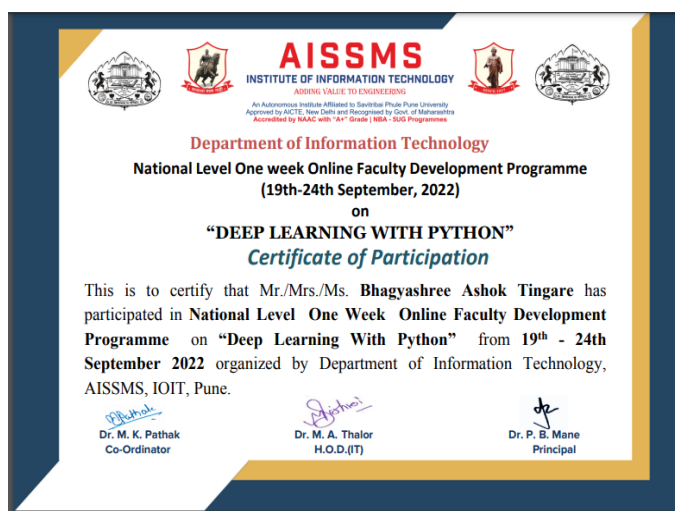 AISSMS
INSTITUTE OF INFORMATION TECHNOLOGY
ADDING VALUE TO ENGINEERING
An Autonomous Institute Affiliated to Savitribai Phule Pune University
Approved by AICTE, New Delhi and Recognised by Govt. of Maharashtra
Accredited by NAAC with "A+" Grade | NBA - 5UG Programmes
Department of Information Technology
National Level One week Online Faculty Development Programme
(19th-24th September, 2022)
on
“DEEP LEARNING WITH PYTHON”
Certificate of Participation
This is to certify that Mr./Mrs./Ms. Bhagyashree Ashok Tingare has
participated in National Level One Week Online Faculty Development
Programme on “Deep Learning With Python” from 19th - 24th
September 2022 organized by Department of Information Technology,
AISSMS, IOIT, Pune.
Dr. M. K. Pathak Dr. M. A. Thalor Dr. P. B. Mane
Co-Ordinator H.O.D.(IT) Principal